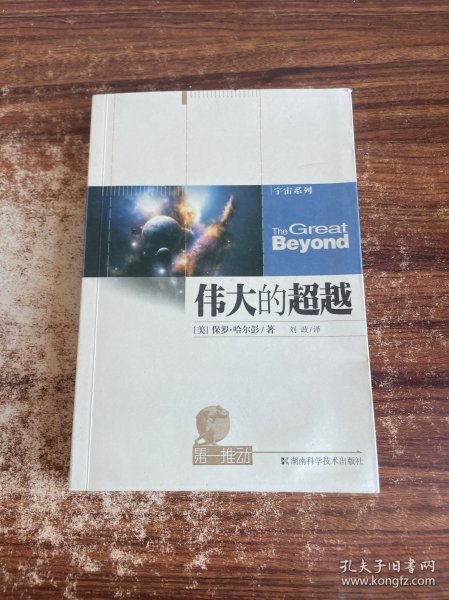 宇宙系列
The Great
Beyond
伟大的超越
[美]保罗·哈尔彭/著 刘政/译
第一推动
湖南科学技术出版社
孔夫子旧书网
www.kongfz.com